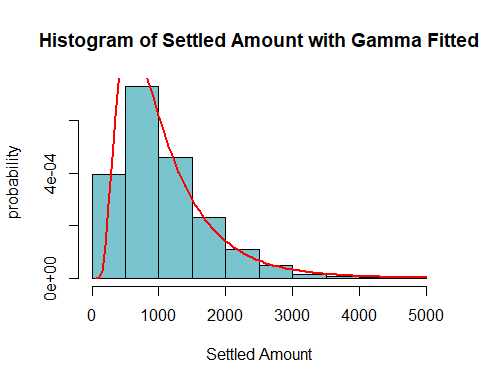 Histogram of Settled Amount with Gamma Fitted
probability
4e-04
0e+00
0 1000 2000 3000 4000 5000
Settled Amount